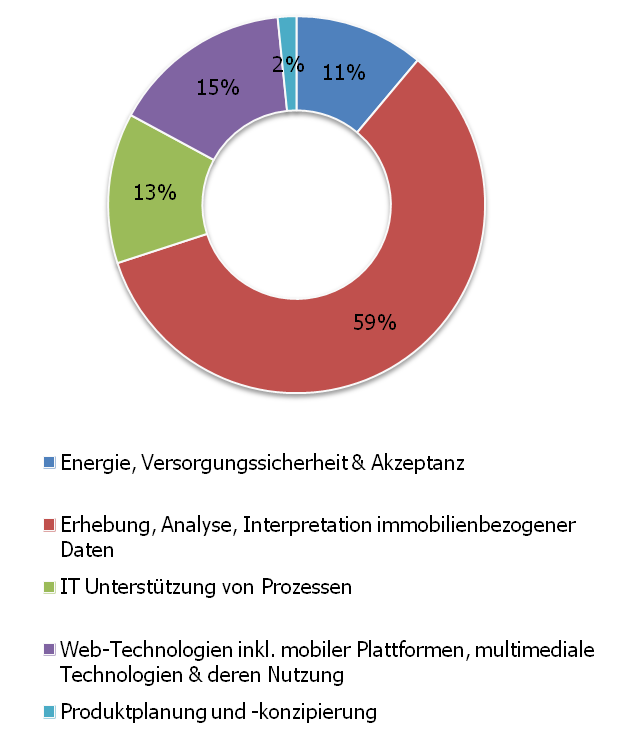 2%
11%
15%
13%
59%
Energie, Versorgungssicherheit & Akzeptanz
Erhebung, Analyse, Interpretation immobilienbezogener
Daten
IT Unterstützung von Prozessen
Web-Technologien inkl. mobiler Plattformen, multimediale
Technologien & deren Nutzung
Produktplanung und -konzipierung